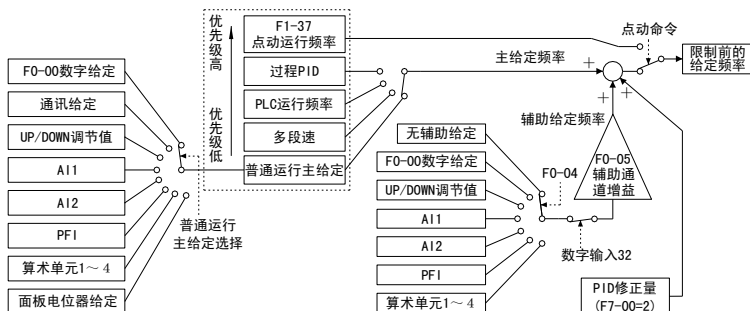 F0-00数字给定
通讯给定
UP/DOWN调节值
AI1
AI2
PFI
算术单元1～4
面板电位器给定
普通运行
主给定选择
优先级高
优先级低
F1-37
点动运行频率
过程PID
PLC运行频率
多段速
普通运行主给定
主给定频率
点动命令
限制前的
给定频率
+
+
+
辅助给定频率
F0-05
辅助通
道增益
无辅助给定
F0-00数字给定
UP/DOWN调节值
AI1
AI2
PFI
算术单元1～4
F0-04
数字输入32
PID修正量
(F7-00=2)